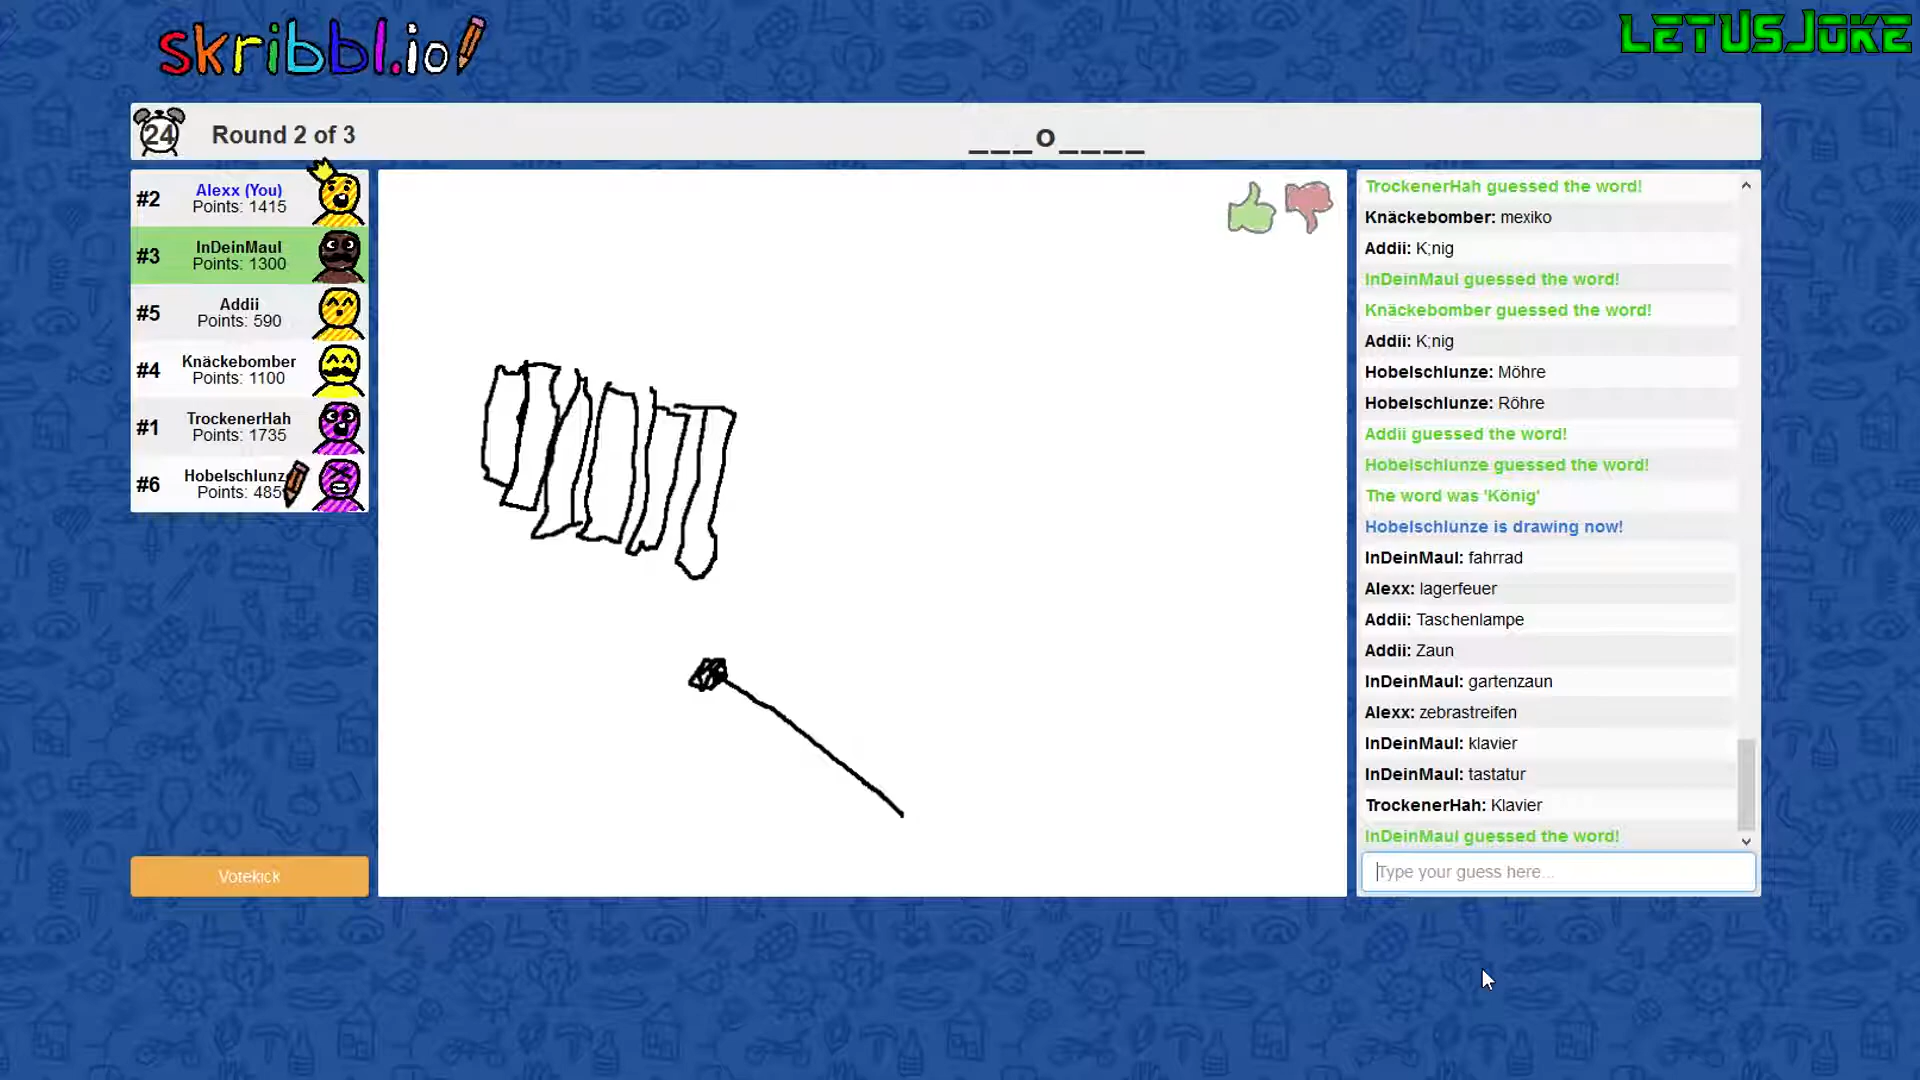 skribbl.io
LETUSJOKE
24
Round 2 of 3
___o____
#2
Alexx (You)
Points: 1415
#3
InDeinMaul
Points: 1300
#5
Addii
Points: 590
#4
Knäckebomber
Points: 1100
#1
TrockenerHah
Points: 1735
#6
Hobelschlunz
Points: 485
Votekick
TrockenerHah guessed the word!
Knäckebomber: mexiko
Addii: K;nig
InDeinMaul guessed the word!
Knäckebomber guessed the word!
Addii: K;nig
Hobelschlunze: Möhre
Hobelschlunze: Röhre
Addii guessed the word!
Hobelschlunze guessed the word!
The word was 'König'
Hobelschlunze is drawing now!
InDeinMaul: fahrrad
Alexx: lagerfeuer
Addii: Taschenlampe
Addii: Zaun
InDeinMaul: gartenzaun
Alexx: zebrastreifen
InDeinMaul: klavier
InDeinMaul: tastatur
TrockenerHah: Klavier
InDeinMaul guessed the word!
Type your guess here...